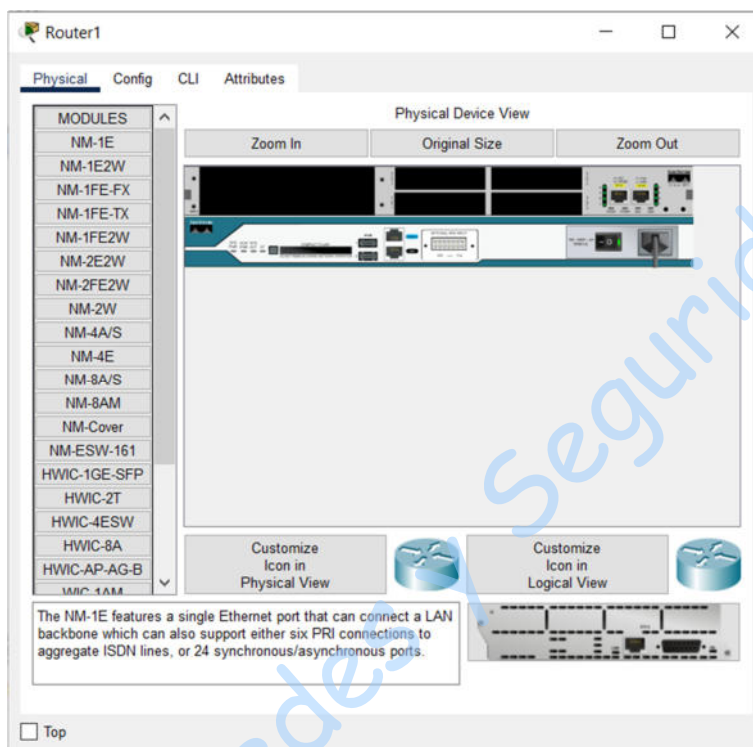 Router1
Physical Config CLI Attributes
MODULES
NM-1E
NM-1E2W
NM-1FE-FX
NM-1FE-TX
NM-1FE2W
NM-2E2W
NM-2FE2W
NM-2W
NM-4A/S
NM-4E
NM-8A/S
NM-8AM
NM-Cover
NM-ESW-161
HWIC-1GE-SFP
HWIC-2T
HWIC-4ESW
HWIC-8A
HWIC-AP-AG-B
WIC-1AM
Physical Device View
Zoom In Original Size Zoom Out
Customize
Icon in
Physical View
Customize
Icon in
Logical View
The NM-1E features a single Ethernet port that can connect a LAN
backbone which can also support either six PRI connections to
aggregate ISDN lines, or 24 synchronous/asynchronous ports.
Top
des y Segurid